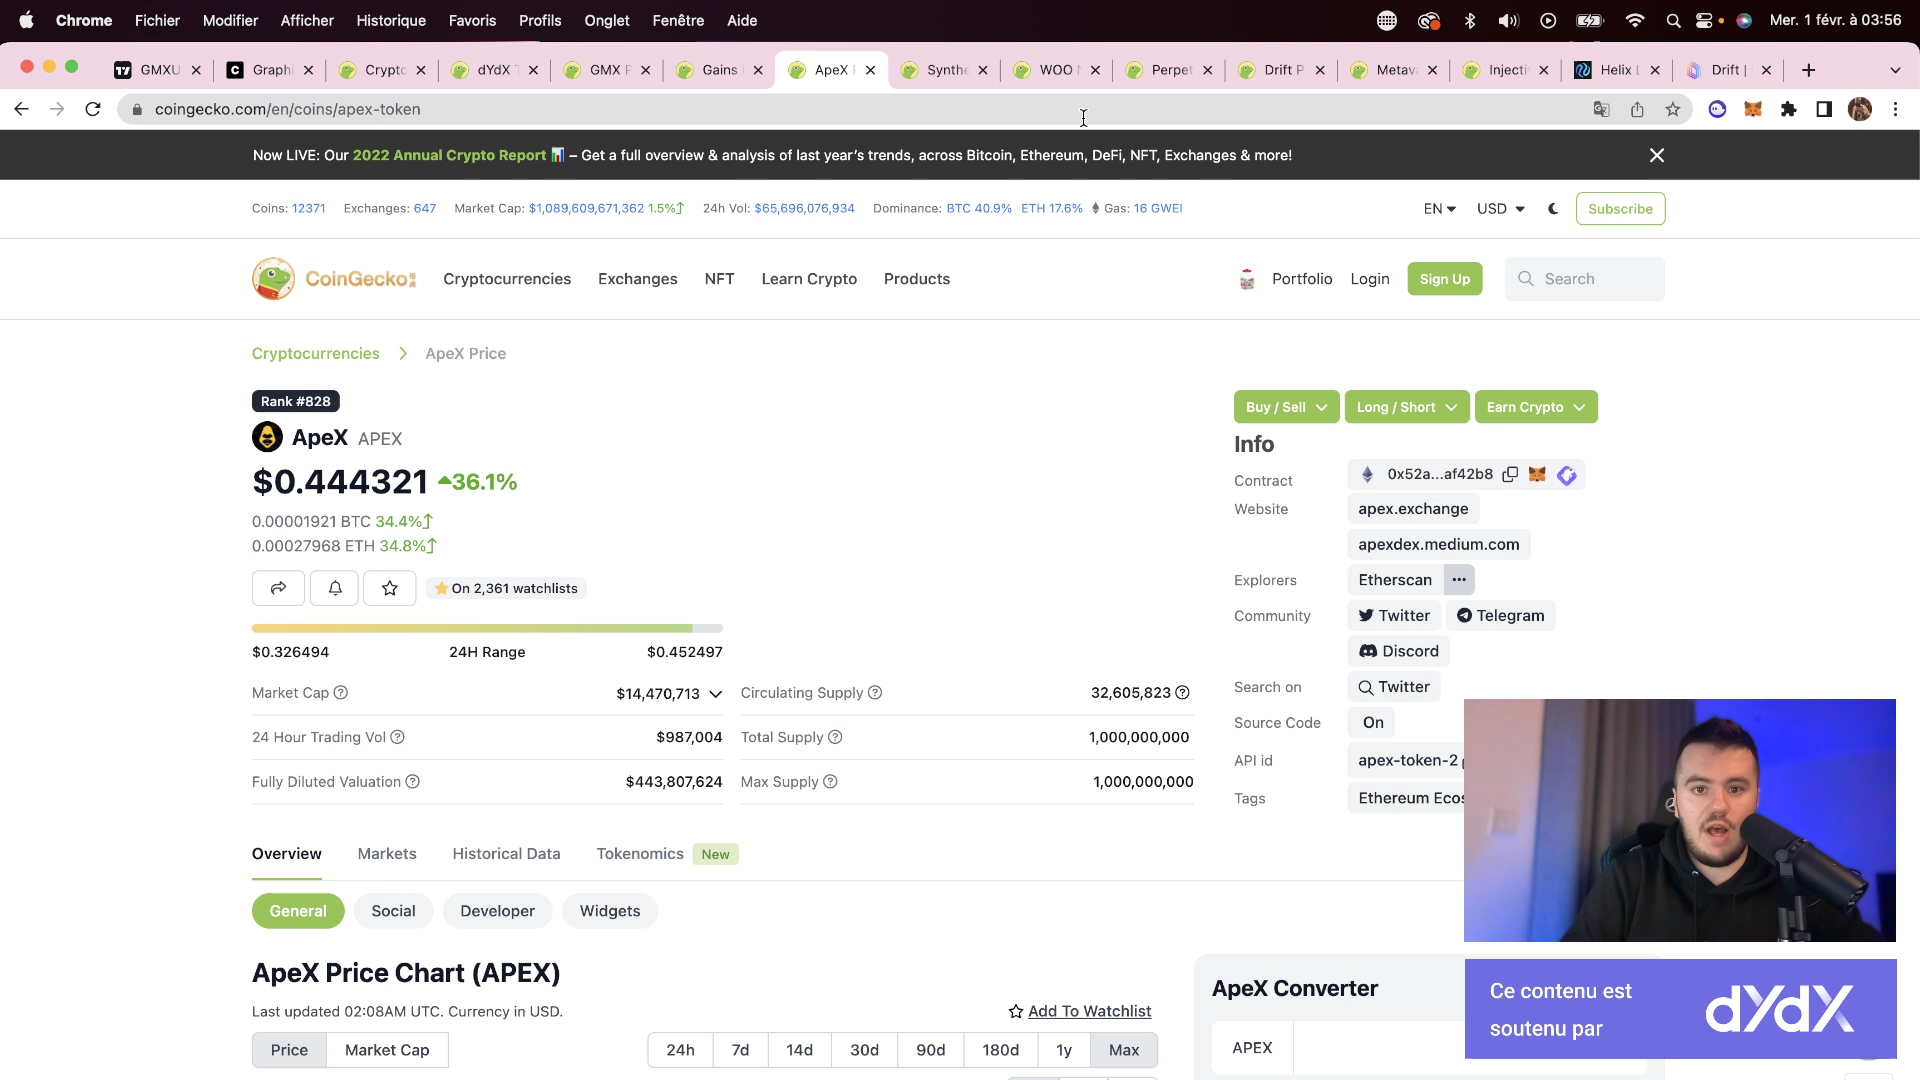 Chrome Fichier Modifier Afficher Historique Favoris Profils Onglet Fenêtre Aide Mer. 1 févr. à 03:56
GMXU Graphi Crypto dYdX GMX P Gains ApeX Synthe WOO Perpet Drift P Metav Injecti Helix Drift |
coingecko.com/en/coins/apex-token
Now LIVE: Our 2022 Annual Crypto Report – Get a full overview & analysis of last year's trends, across Bitcoin, Ethereum, DeFi, NFT, Exchanges & more!
Coins: 12371 Exchanges: 647 Market Cap: $1,089,609,671,362 1.5% 24h Vol: $65,696,076,934 Dominance: BTC 40.9% ETH 17.6% Gas: 16 GWEI EN USD Subscribe
CoinGecko Cryptocurrencies Exchanges NFT Learn Crypto Products Portfolio Login Sign Up Search
Cryptocurrencies > ApeX Price
Rank #828
ApeX APEX
$0.444321 36.1%
0.00001921 BTC 34.4%
0.00027968 ETH 34.8%
On 2,361 watchlists
$0.326494 24H Range $0.452497
Market Cap $14,470,713
24 Hour Trading Vol $987,004
Fully Diluted Valuation $443,807,624
Circulating Supply 32,605,823
Total Supply 1,000,000,000
Max Supply 1,000,000,000
Buy / Sell Long / Short Earn Crypto
Info
Contract 0x52a...af42b8
Website apex.exchange
apexdex.medium.com
Explorers Etherscan ...
Community Twitter Telegram
Discord
Search on Twitter
Source Code On
API id apex-token-2
Tags Ethereum Ecos
Overview Markets Historical Data Tokenomics New
General Social Developer Widgets
ApeX Price Chart (APEX)
Last updated 02:08AM UTC. Currency in USD.
Add To Watchlist
Price Market Cap 24h 7d 14d 30d 90d 180d 1y Max
ApeX Converter
APEX
Ce contenu est
soutenu par
dYdX